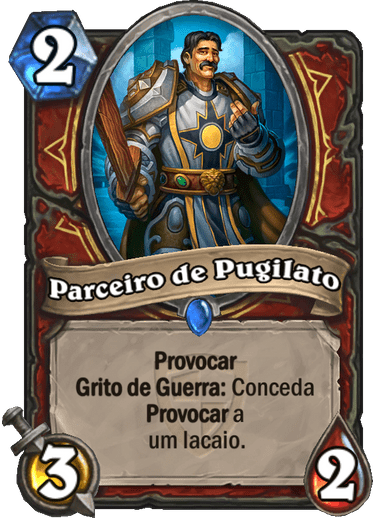 2
Parceiro de Pugilato
Provocar
Grito de Guerra: Conceda
Provocar a
um lacaio.
3
2